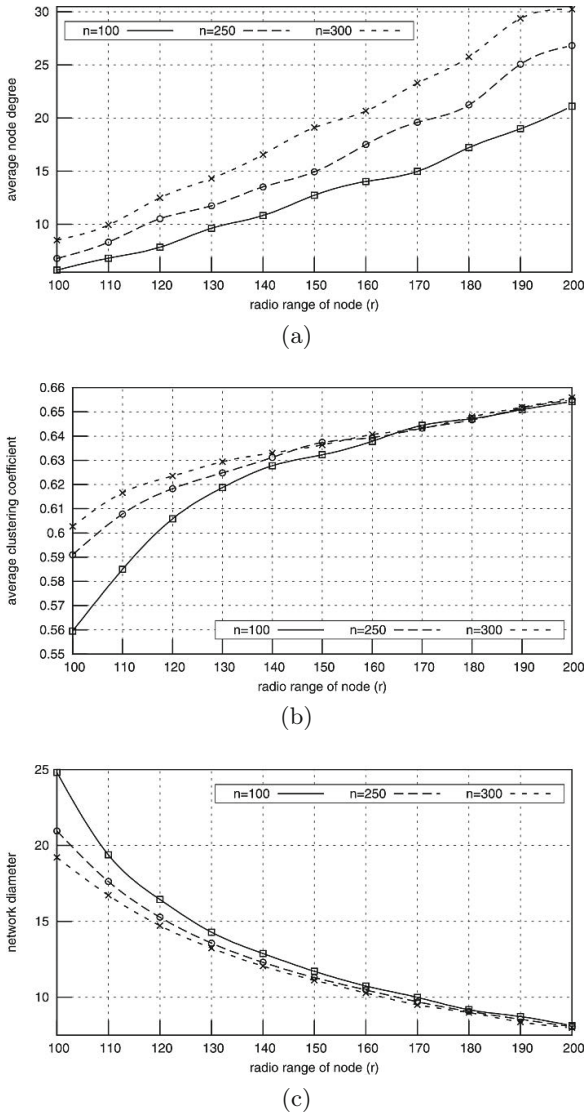 30
25
20
15
10
average node degree
n=100
n=250
n=300
100 110 120 130 140 150 160 170 180 190 200
radio range of node (r)
(a)
0.66
0.65
0.64
0.63
0.62
0.61
0.6
0.59
0.58
0.57
0.56
0.55
average clustering coefficient
n=100
n=250
n=300
100 110 120 130 140 150 160 170 180 190 200
radio range of node (r)
(b)
25
20
15
10
network diameter
n=100
n=250
n=300
100 110 120 130 140 150 160 170 180 190 200
radio range of node (r)
(c)